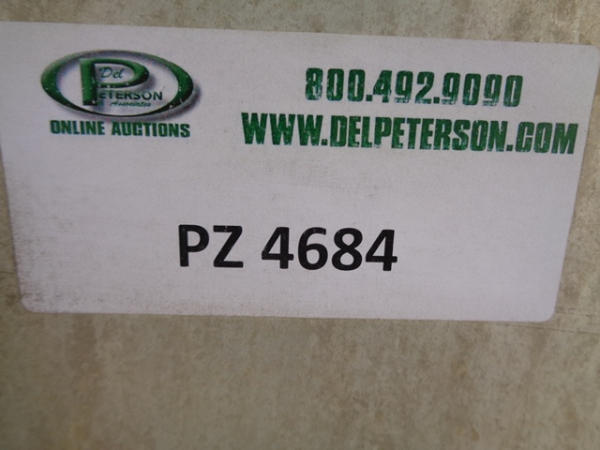 Del
PETERSON
Associates
ONLINE AUCTIONS
800.492.9090
WWW.DELPETERSON.COM
PZ 4684